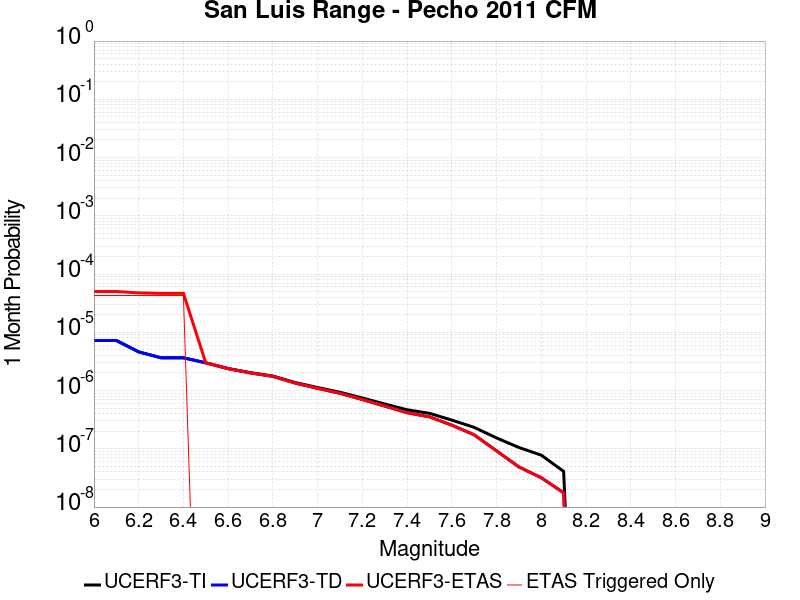 San Luis Range - Pecho 2011 CFM
10^0
10^-1
10^-2
10^-3
10^-4
10^-5
10^-6
10^-7
10^-8
1 Month Probability
6 6.2 6.4 6.6 6.8 7 7.2 7.4 7.6 7.8 8 8.2 8.4 8.6 8.8 9
Magnitude
UCERF3-TI UCERF3-TD UCERF3-ETAS ETAS Triggered Only